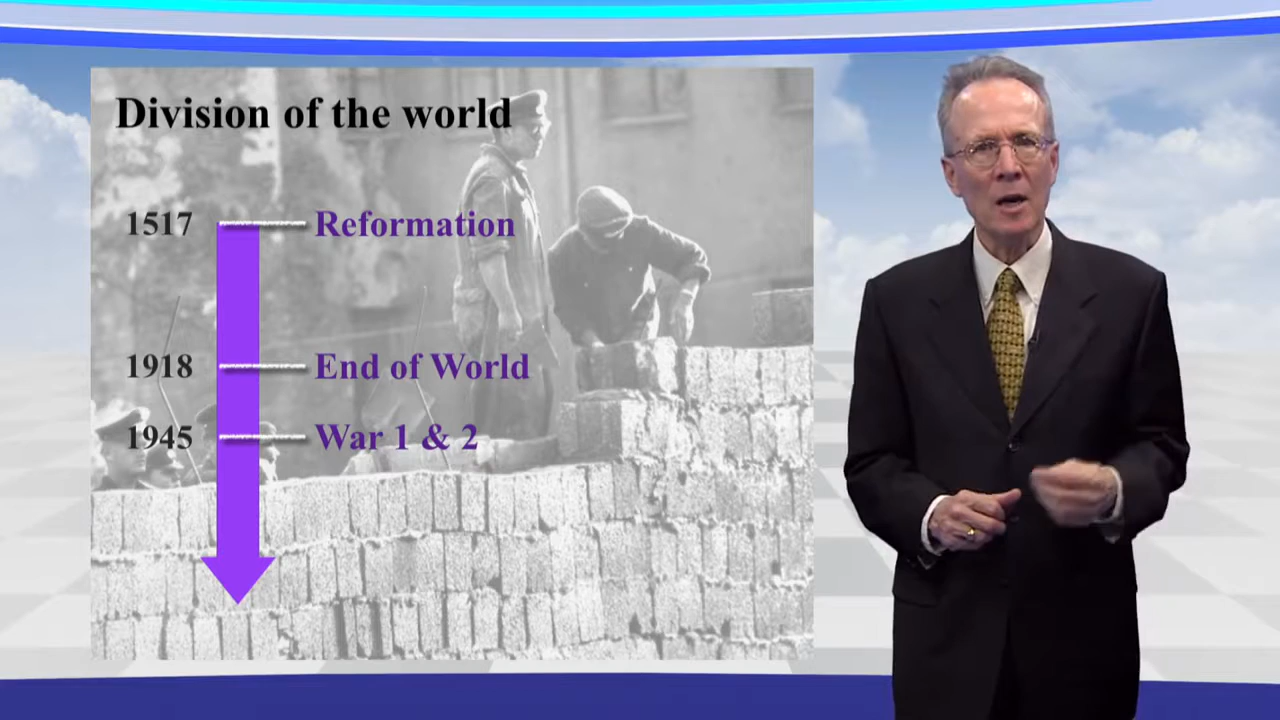 Division of the world
1517 Reformation
1918 End of World
1945 War 1 & 2